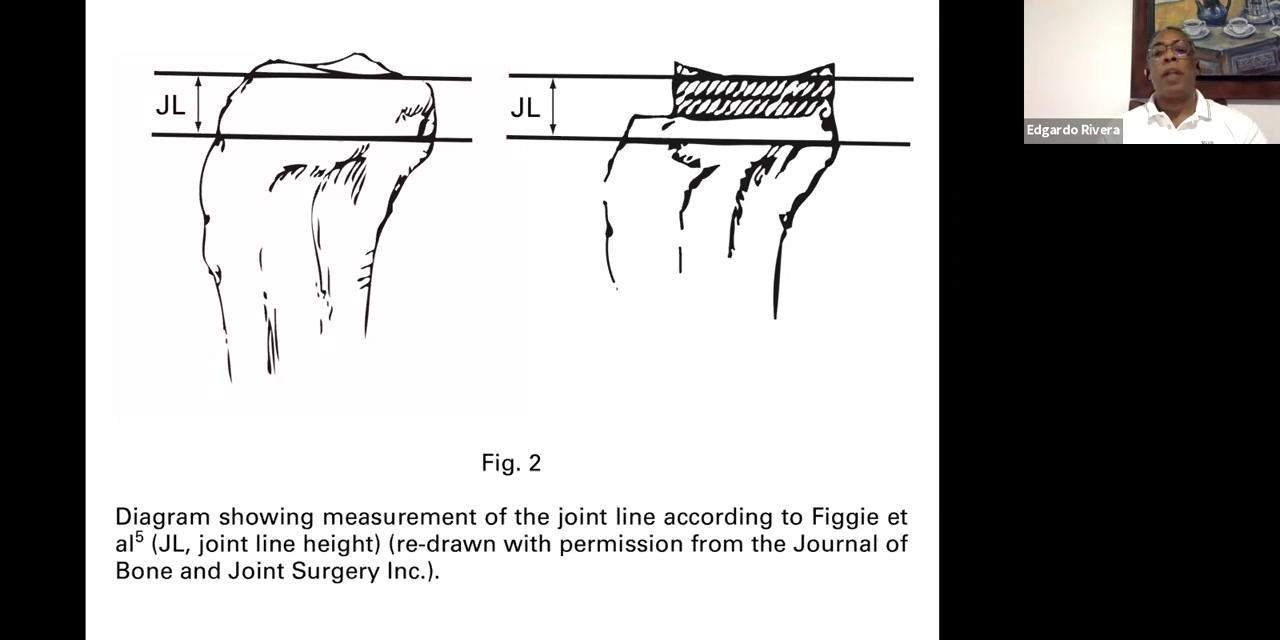 JL
JL
Edgardo Rivera
Fig. 2
Diagram showing measurement of the joint line according to Figgie et
al5 (JL, joint line height) (re-drawn with permission from the Journal of
Bone and Joint Surgery Inc.).